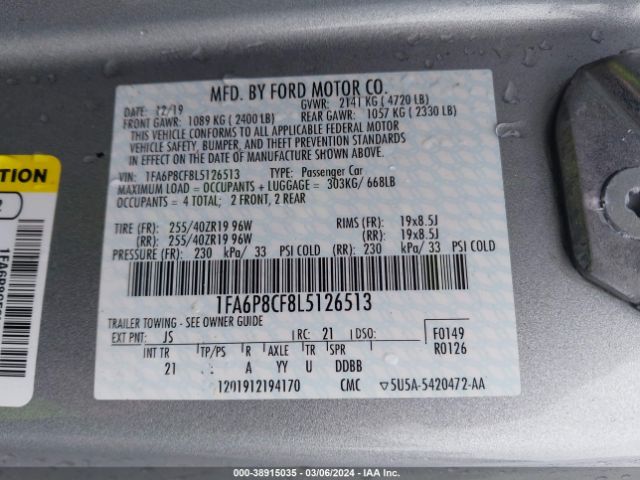 MFD. BY FORD MOTOR CO.
DATE: 12/19 GVWR: 2141 KG ( 4720 LB)
FRONT GAWR: 1089 KG ( 2400 LB) REAR GAWR: 1057 KG ( 2330 LB)
THIS VEHICLE CONFORMS TO ALL APPLICABLE FEDERAL MOTOR
VEHICLE SAFETY, BUMPER, AND THEFT PREVENTION STANDARDS
IN EFFECT ON THE DATE OF MANUFACTURE SHOWN ABOVE.
VIN: 1FA6P8CF8L5126513 TYPE: Passenger Car
MAXIMUM LOAD = OCCUPANTS + LUGGAGE = 303KG/ 668LB
OCCUPANTS = 4 TOTAL; 2 FRONT, 2 REAR
TIRE (FR): 255/40ZR19 96W RIMS (FR): 19x8.5J
(RR): 255/40ZR19 96W (RR): 19x8.5J
PRESSURE (FR): 230 kPa/ 33 PSI COLD (RR): 230 kPa/ 33 PSI COLD
1FA6P8CF8L5126513
TRAILER TOWING - SEE OWNER GUIDE
EXT PNT: JS RC: 21 DSO: F0149
INT TR TP/PS R AXLE TR SPR R0126
21 A YY U DDBB
1201912194170 CMC 5U5A-5420472-AA
000-38915035 - 03/06/2024 - IAA Inc.